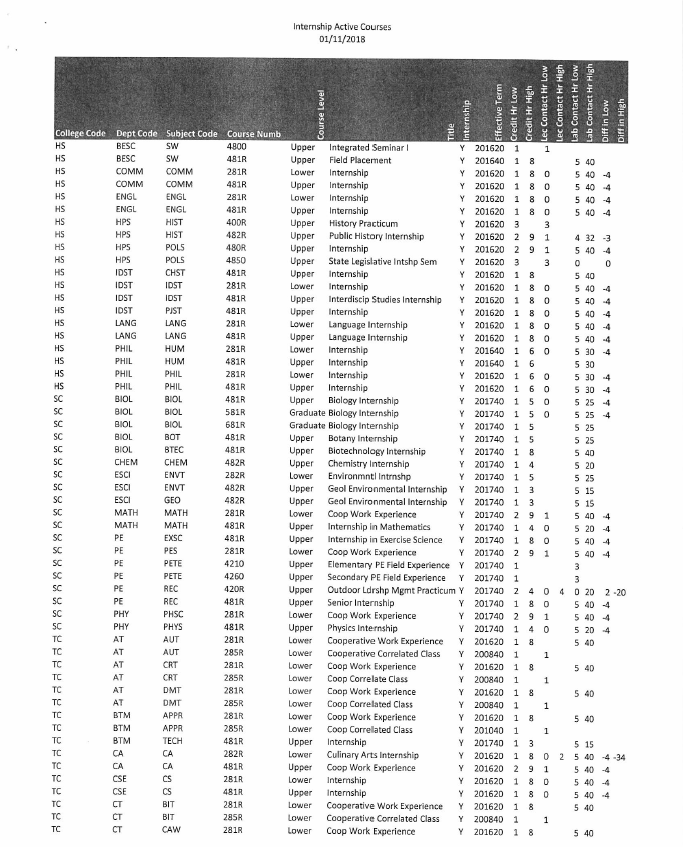 Internship Active Courses
01/11/2018
College Code Dept Code Subject Code Course Numb Course Level Title Internship Effective Term Credit Hr Low Credit Hr High Lec Contact Hr Low Lec Contact Hr High Lab Contact Hr Low Lab Contact Hr High Diff in Low Diff in High
HS BESC SW 4800 Upper Integrated Seminar I Y 201620 1 1
HS BESC SW 481R Upper Field Placement Y 201640 1 8 5 40
HS COMM COMM 281R Lower Internship Y 201620 1 8 0 5 40 -4
HS COMM COMM 481R Upper Internship Y 201620 1 8 0 5 40 -4
HS ENGL ENGL 281R Lower Internship Y 201620 1 8 0 5 40 -4
HS ENGL ENGL 481R Upper Internship Y 201620 1 8 0 5 40 -4
HS HPS HIST 400R Upper History Practicum Y 201620 3 3
HS HPS HIST 482R Upper Public History Internship Y 201620 2 9 1 4 32 -3
HS HPS POLS 480R Upper Internship Y 201620 2 9 1 5 40 -4
HS HPS POLS 4850 Upper State Legislative Intshp Sem Y 201620 3 3 0 0
HS IDST CHST 481R Upper Internship Y 201620 1 8 5 40
HS IDST IDST 281R Lower Internship Y 201620 1 8 0 5 40 -4
HS IDST IDST 481R Upper Interdiscip Studies Internship Y 201620 1 8 0 5 40 -4
HS IDST PJST 481R Upper Internship Y 201620 1 8 0 5 40 -4
HS LANG LANG 281R Lower Language Internship Y 201620 1 8 0 5 40 -4
HS LANG LANG 481R Upper Language Internship Y 201620 1 8 0 5 40 -4
HS PHIL HUM 281R Lower Internship Y 201640 1 6 0 5 30 -4
HS PHIL HUM 481R Upper Internship Y 201640 1 6 5 30
HS PHIL PHIL 281R Lower Internship Y 201620 1 6 0 5 30 -4
HS PHIL PHIL 481R Upper Internship Y 201620 1 6 0 5 30 -4
SC BIOL BIOL 481R Upper Biology Internship Y 201740 1 5 0 5 25 -4
SC BIOL BIOL 581R Graduate Biology Internship Y 201740 1 5 0 5 25 -4
SC BIOL BIOL 681R Graduate Biology Internship Y 201740 1 5 5 25
SC BIOL BOT 481R Upper Botany Internship Y 201740 1 5 5 25
SC BIOL BTEC 481R Upper Biotechnology Internship Y 201740 1 8 5 40
SC CHEM CHEM 482R Upper Chemistry Internship Y 201740 1 4 5 20
SC ESCI ENVT 282R Lower Environmntl Intrnshp Y 201740 1 5 5 25
SC ESCI ENVT 482R Upper Geol Environmental Internship Y 201740 1 3 5 15
SC ESCI GEO 482R Upper Geol Environmental Internship Y 201740 1 3 5 15
SC MATH MATH 281R Lower Coop Work Experience Y 201740 2 9 1 5 40 -4
SC MATH MATH 481R Upper Internship in Mathematics Y 201740 1 4 0 5 20 -4
SC PE EXSC 481R Upper Internship in Exercise Science Y 201740 1 8 0 5 40 -4
SC PE PES 281R Lower Coop Work Experience Y 201740 2 9 1 5 40 -4
SC PE PETE 4210 Upper Elementary PE Field Experience Y 201740 1 3
SC PE PETE 4260 Upper Secondary PE Field Experience Y 201740 1 3
SC PE REC 420R Upper Outdoor Ldrshp Mgmt Practicum Y 201740 2 4 0 4 0 20 2 -20
SC PE REC 481R Upper Senior Internship Y 201740 1 8 0 5 40 -4
SC PHY PHSC 281R Lower Coop Work Experience Y 201740 2 9 1 5 40 -4
SC PHY PHYS 481R Upper Physics Internship Y 201740 1 4 0 5 20 -4
TC AT AUT 281R Lower Cooperative Work Experience Y 201620 1 8 5 40
TC AT AUT 285R Lower Cooperative Correlated Class Y 200840 1 1
TC AT CRT 281R Lower Coop Work Experience Y 201620 1 8 5 40
TC AT CRT 285R Lower Coop Correlate Class Y 200840 1 1
TC AT DMT 281R Lower Coop Work Experience Y 201620 1 8 5 40
TC AT DMT 285R Lower Coop Correlated Class Y 200840 1 1
TC BTM APPR 281R Lower Coop Work Experience Y 201620 1 8 5 40
TC BTM APPR 285R Lower Coop Correlated Class Y 201040 1 1
TC BTM TECH 481R Upper Internship Y 201740 1 3 5 15
TC CA CA 282R Lower Culinary Arts Internship Y 201620 1 8 0 2 5 40 -4 -34
TC CA CA 481R Upper Coop Work Experience Y 201620 2 9 1 5 40 -4
TC CSE CS 281R Lower Internship Y 201620 1 8 0 5 40 -4
TC CSE CS 481R Upper Internship Y 201620 1 8 0 5 40 -4
TC CT BIT 281R Lower Cooperative Work Experience Y 201620 1 8 5 40
TC CT BIT 285R Lower Cooperative Correlated Class Y 200840 1 1
TC CT CAW 281R Lower Coop Work Experience Y 201620 1 8 5 40